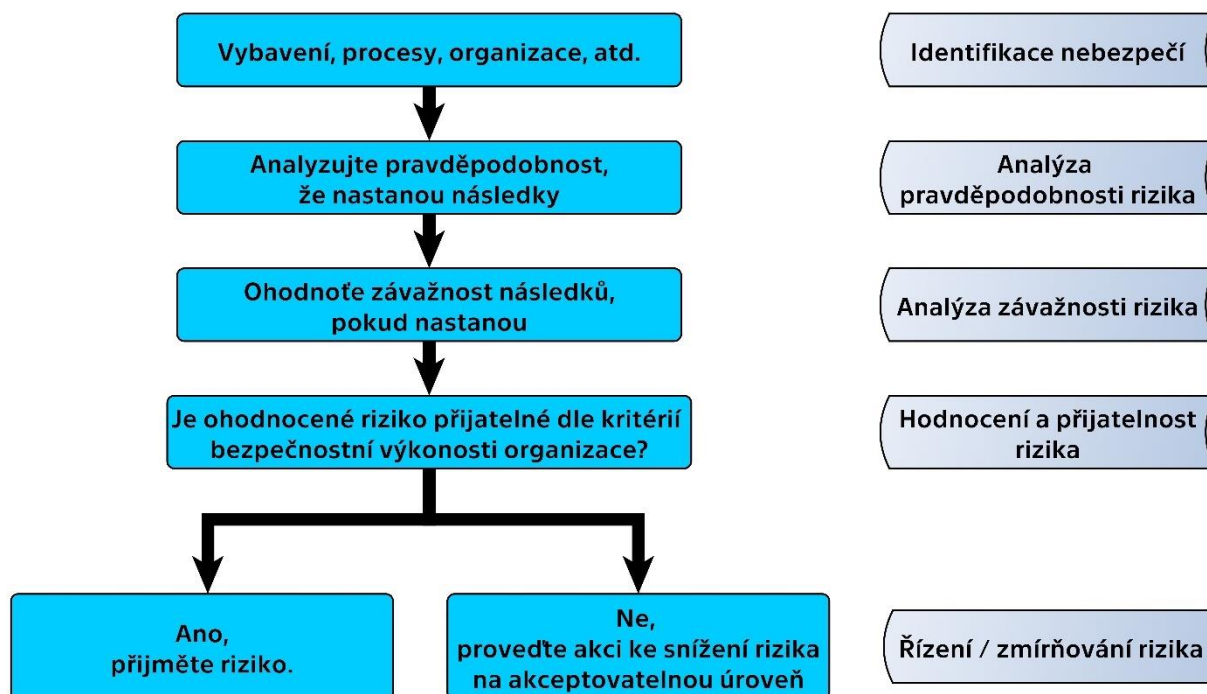 Vybavení, procesy, organizace, atd.
Identifikace nebezpečí
Analyzujte pravděpodobnost,
že nastanou následky
Analýza
pravděpodobnosti rizika
Ohodnoťe závažnost následků,
pokud nastanou
Analýza závažnosti rizika
Je ohodnocené riziko přijatelné dle kritérií
bezpečnostní výkonosti organizace?
Hodnocení a přijatelnost
rizika
Ano,
přijměte riziko.
Ne,
proveďte akci ke snížení rizika
na akceptovatelnou úroveň
Řízení / zmírňování rizika